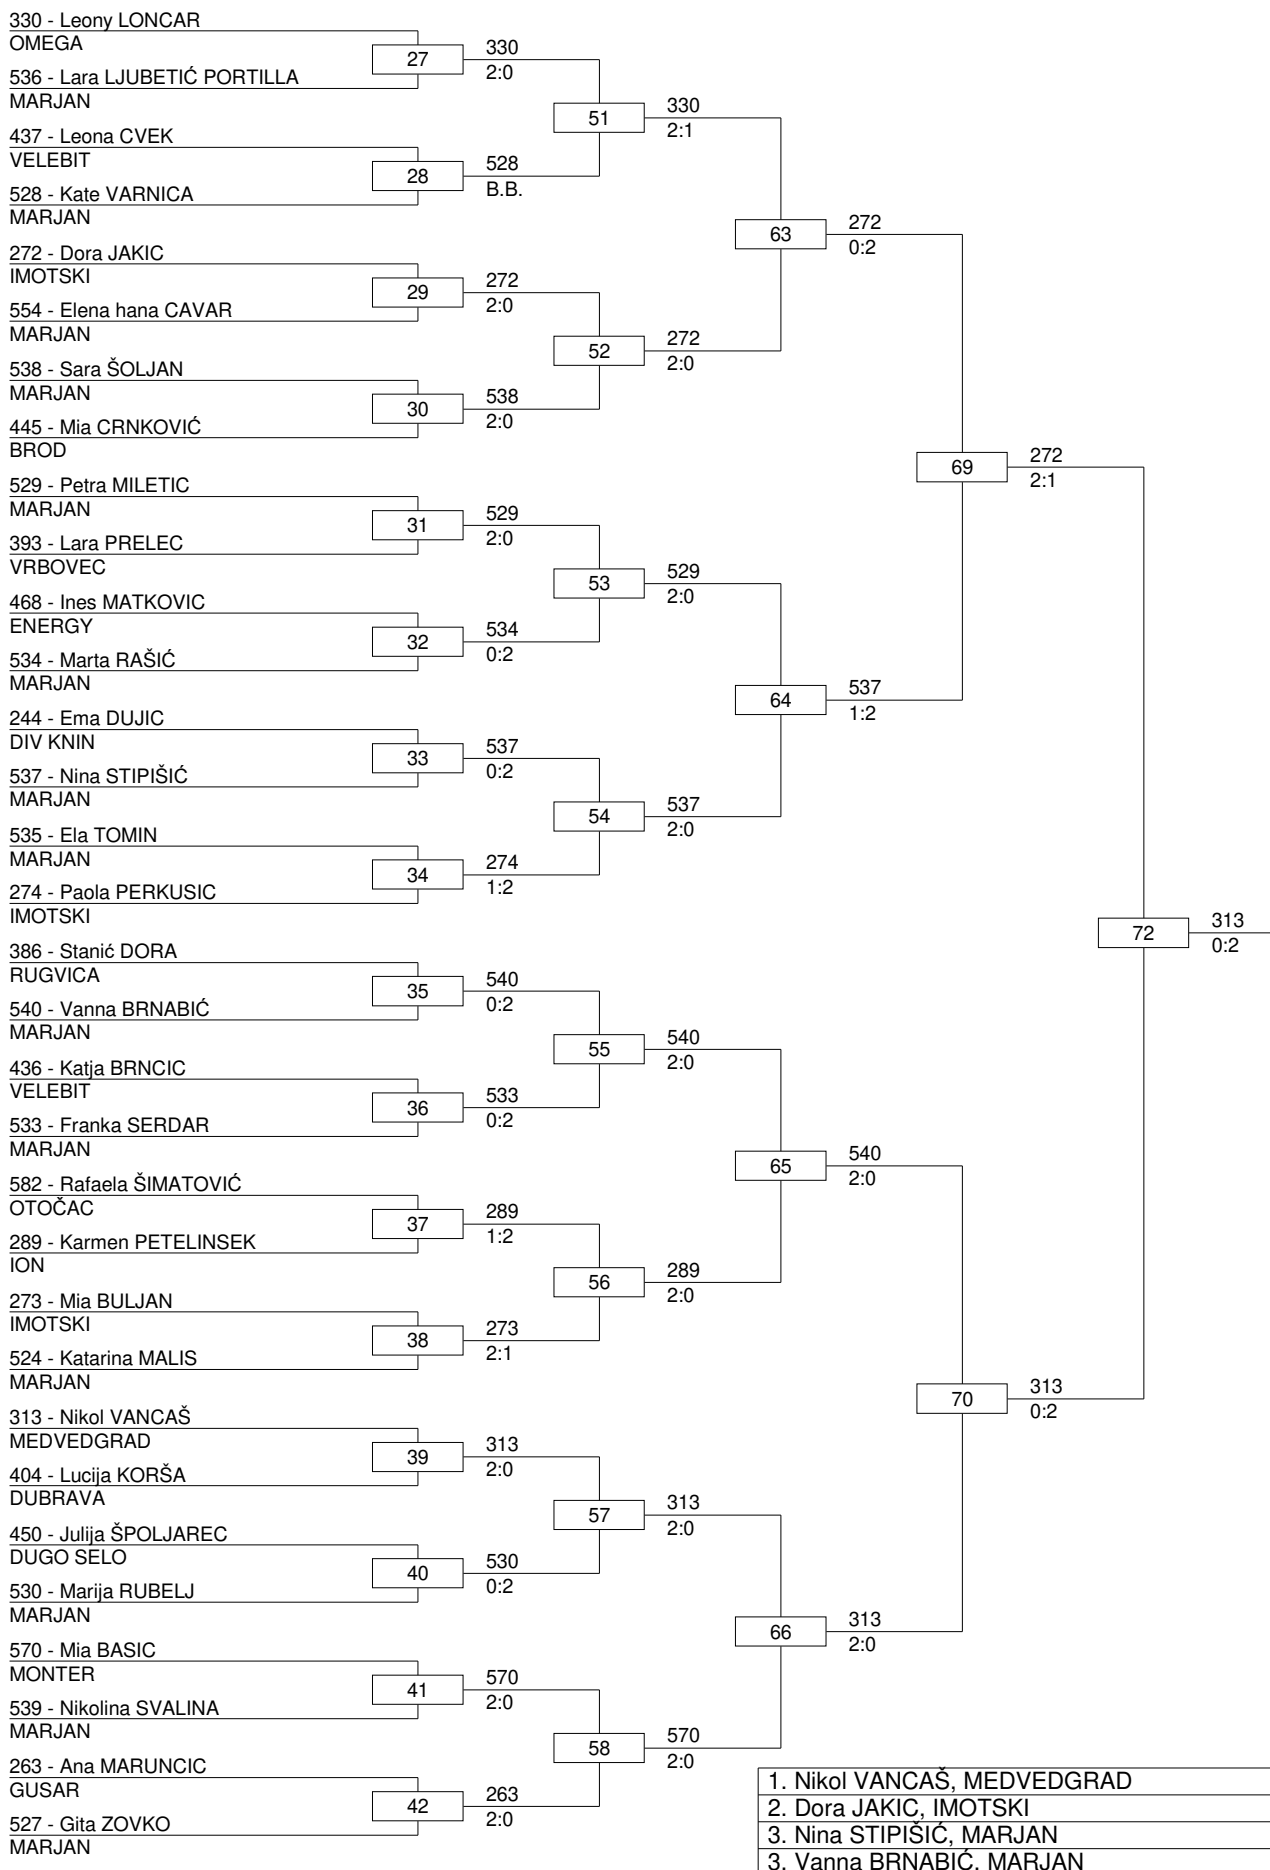 330 - Leony LONCAR
OMEGA
27
330
2:0
536 - Lara LJUBETIĆ PORTILLA
MARJAN
51
330
2:1
437 - Leona CVEK
VELEBIT
28
528
B.B.
528 - Kate VARNICA
MARJAN
63
272
0:2
272 - Dora JAKIC
IMOTSKI
29
272
2:0
554 - Elena hana CAVAR
MARJAN
52
272
2:0
538 - Sara ŠOLJAN
MARJAN
30
538
2:0
445 - Mia CRNKOVIĆ
BROD
69
272
2:1
529 - Petra MILETIC
MARJAN
31
529
2:0
393 - Lara PRELEC
VRBOVEC
53
529
2:0
468 - Ines MATKOVIC
ENERGY
32
534
0:2
534 - Marta RAŠIĆ
MARJAN
64
537
1:2
244 - Ema DUJIC
DIV KNIN
33
537
0:2
537 - Nina STIPIŠIĆ
MARJAN
54
537
2:0
535 - Ela TOMIN
MARJAN
34
274
1:2
274 - Paola PERKUSIC
IMOTSKI
72
313
0:2
386 - Stanić DORA
RUGVICA
35
540
0:2
540 - Vanna BRNABIĆ
MARJAN
55
540
2:0
436 - Katja BRNCIC
VELEBIT
36
533
0:2
533 - Franka SERDAR
MARJAN
65
540
2:0
582 - Rafaela ŠIMATOVIĆ
OTOČAC
37
289
1:2
289 - Karmen PETELINSEK
ION
56
289
2:0
273 - Mia BULJAN
IMOTSKI
38
273
2:1
524 - Katarina MALIS
MARJAN
70
313
0:2
313 - Nikol VANCAŠ
MEDVEDGRAD
39
313
2:0
404 - Lucija KORŠA
DUBRAVA
57
313
2:0
450 - Julija ŠPOLJAREC
DUGO SELO
40
530
0:2
530 - Marija RUBELJ
MARJAN
66
313
2:0
570 - Mia BASIC
MONTER
41
570
2:0
539 - Nikolina SVALINA
MARJAN
58
570
2:0
263 - Ana MARUNCIC
GUSAR
42
263
2:0
527 - Gita ZOVKO
MARJAN
1. Nikol VANCAŠ, MEDVEDGRAD
2. Dora JAKIC, IMOTSKI
3. Nina STIPIŠIĆ, MARJAN
3. Vanna BRNABIĆ, MARJAN